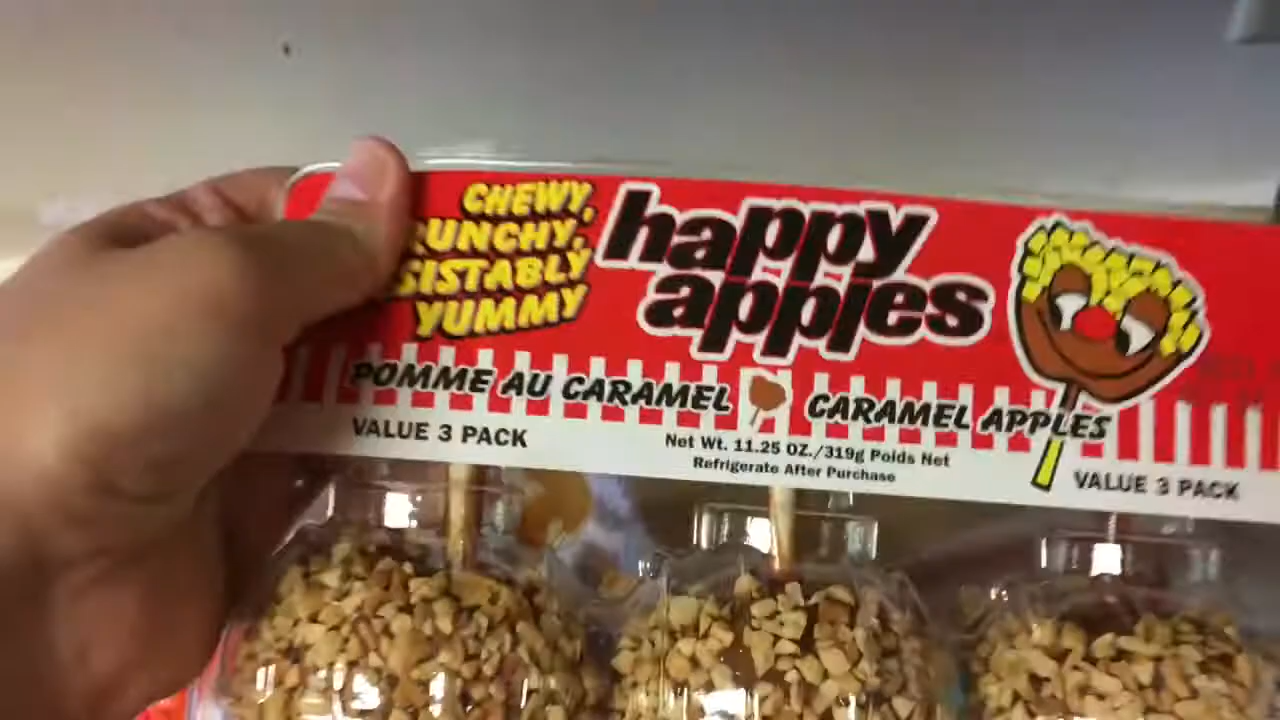 CHEWY,
UNCHY,
SISTABLY
YUMMY
happy
apples
POMME AU CARAMEL CARAMEL APPLES
VALUE 3 PACK
Net Wt. 11.25 OZ./319g Poids Net
Refrigerate After Purchase
VALUE 3 PACK